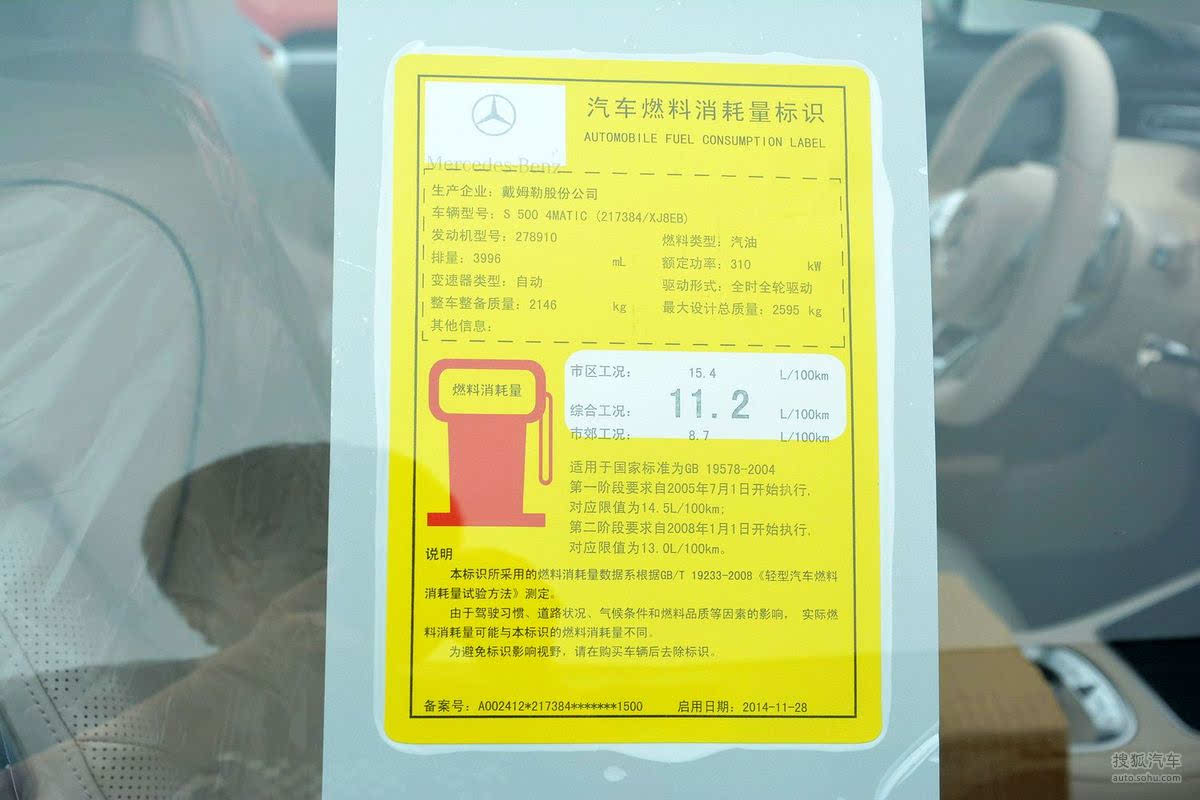 汽车燃料消耗量标识
AUTOMOBILE FUEL CONSUMPTION LABEL
Mercedes-Benz
生产企业：戴姆勒股份公司
车辆型号：S 500 4MATIC (217384/XJ8EB)
发动机型号：278910 燃料类型：汽油
排量：3996 mL 额定功率：310 kW
变速器类型：自动 驱动形式：全时全轮驱动
整车整备质量：2146 kg 最大设计总质量：2595 kg
其他信息：
燃料消耗量
市区工况： 15.4 L/100km
综合工况： 11.2 L/100km
市郊工况： 8.7 L/100km
适用于国家标准为GB 19578-2004
第一阶段要求自2005年7月1日开始执行，
对应限值为14.5L/100km;
第二阶段要求自2008年1月1日开始执行，
对应限值为13.0L/100km。
说明
本标识所采用的燃料消耗量数据系根据GB/T 19233-2008《轻型汽车燃料
消耗量试验方法》测定。
由于驾驶习惯、道路状况、气候条件和燃料品质等因素的影响， 实际燃
料消耗量可能与本标识的燃料消耗量不同。
为避免标识影响视野，请在购买车辆后去除标识。
备案号：A002412*217384*******1500 启用日期：2014-11-28
搜狐汽车
auto.sohu.com